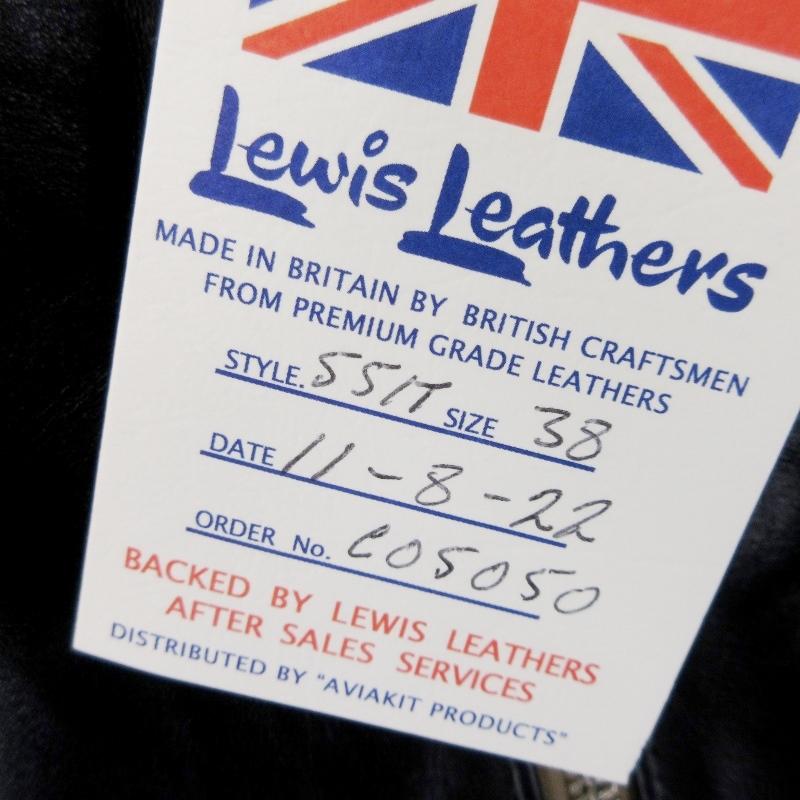 Lewis Leathers
MADE IN BRITAIN BY BRITISH CRAFTSMEN
FROM PREMIUM GRADE LEATHERS
STYLE. 551T SIZE 38
DATE 11-8-22
ORDER No. C05050
BACKED BY LEWIS LEATHERS
AFTER SALES SERVICES
DISTRIBUTED BY "AVIAKIT PRODUCTS"